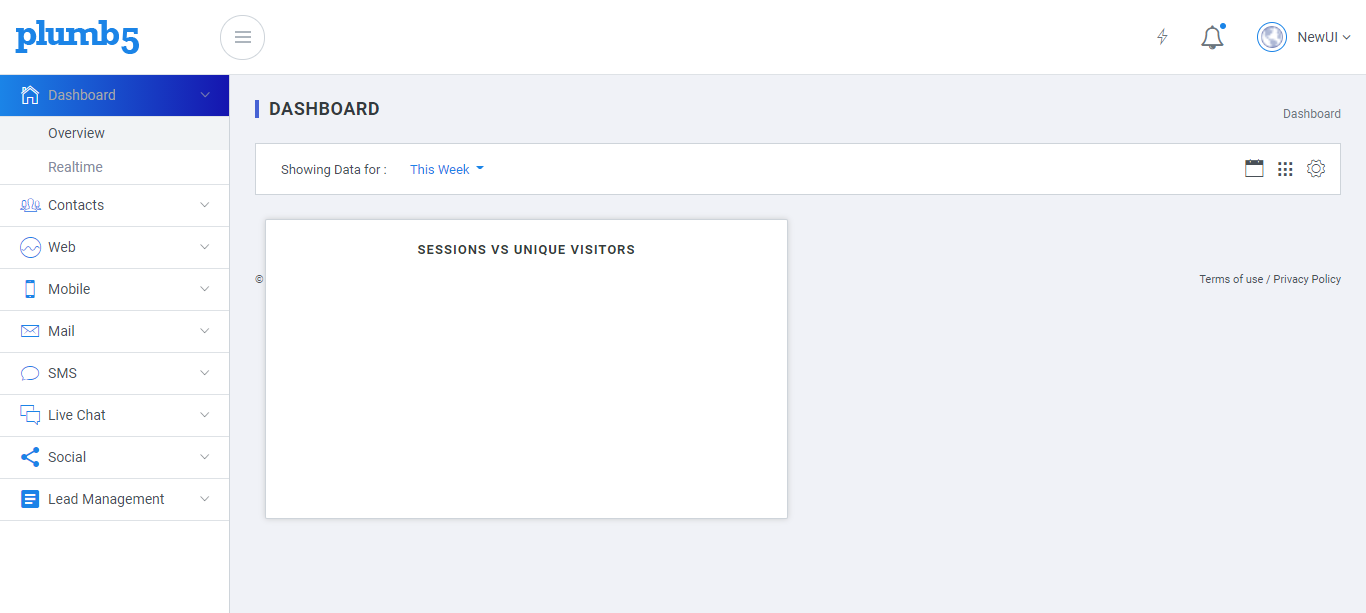 plumb5
NewUI
Dashboard
Overview
Realtime
Contacts
Web
Mobile
Mail
SMS
Live Chat
Social
Lead Management
DASHBOARD
Dashboard
Showing Data for :
This Week
SESSIONS VS UNIQUE VISITORS
©
Terms of use / Privacy Policy